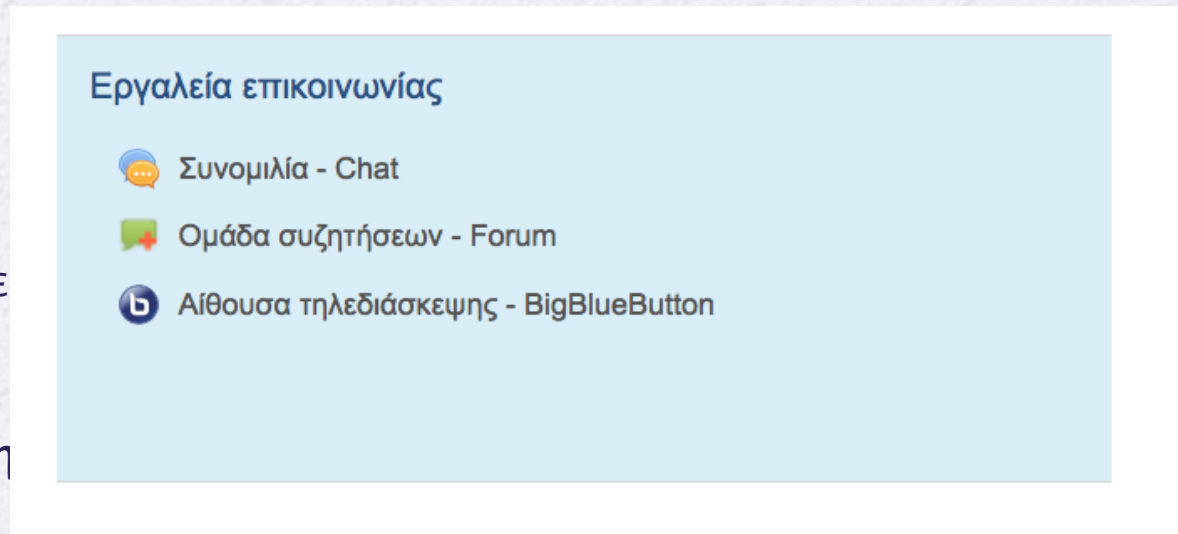 Εργαλεία επικοινωνίας
Συνομιλία - Chat
Ομάδα συζητήσεων - Forum
Αίθουσα τηλεδιάσκεψης - BigBlueButton